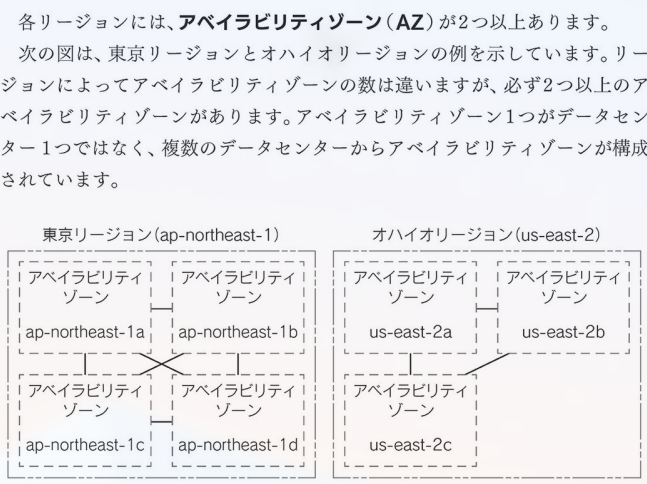 各リージョンには、アベイラビリティゾーン(AZ)が2つ以上あります。
次の図は、東京リージョンとオハイオリージョンの例を示しています。リー
ジョンによってアベイラビリティゾーンの数は違いますが、必ず2つ以上のア
ベイラビリティゾーンがあります。アベイラビリティゾーン1つがデータセン
ター1つではなく、複数のデータセンターからアベイラビリティゾーンが構成
されています。
東京リージョン(ap-northeast-1)
アベイラビリティ
ゾーン
ap-northeast-1a
アベイラビリティ
ゾーン
ap-northeast-1b
アベイラビリティ
ゾーン
ap-northeast-1c
アベイラビリティ
ゾーン
ap-northeast-1d
オハイオリージョン(us-east-2)
アベイラビリティ
ゾーン
us-east-2a
アベイラビリティ
ゾーン
us-east-2b
アベイラビリティ
ゾーン
us-east-2c